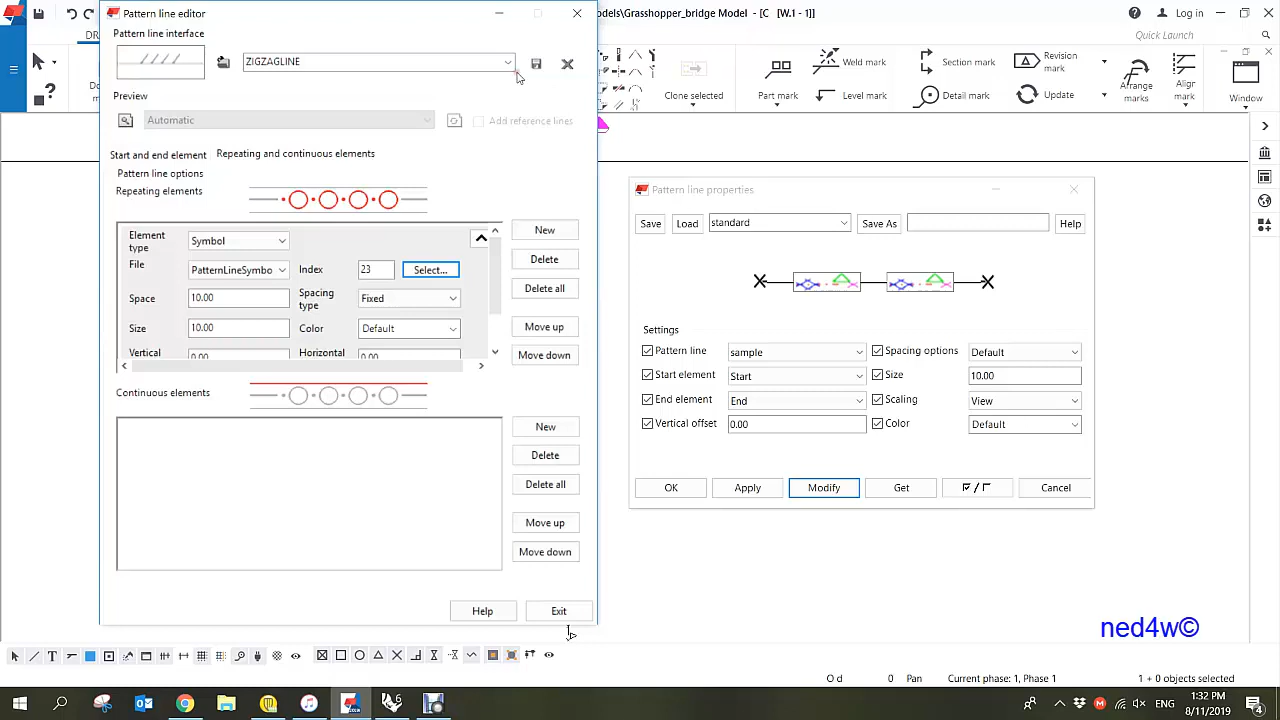 Pattern line editor
odels\Grasshopper_bridge Model - [C [W.1 - 1]]
Log in
Pattern line interface
DR
Quick Launch
ZIGZAGLINE
Weld mark
Section mark
Revision mark
Clone selected
Part mark
Level mark
Detail mark
Update
Arrange marks
Align mark
Window
Preview
Automatic
Add reference lines
Start and end element
Repeating and continuous elements
Pattern line options
Repeating elements
Element type
Symbol
File
PatternLineSymbo
Index
23
Select...
Space
10.00
Spacing type
Fixed
Size
10.00
Color
Default
Vertical
0.00
Horizontal
0.00
New
Delete
Delete all
Move up
Move down
Continuous elements
New
Delete
Delete all
Move up
Move down
Help
Exit
Pattern line properties
Save
Load
standard
Save As
Help
Settings
Pattern line
sample
Spacing options
Default
Start element
Start
Size
10.00
End element
End
Scaling
View
Vertical offset
0.00
Color
Default
OK
Apply
Modify
Get
Cancel
ned4w©
O d
0
Pan
Current phase: 1, Phase 1
1 + 0 objects selected
1:32 PM
8/11/2019